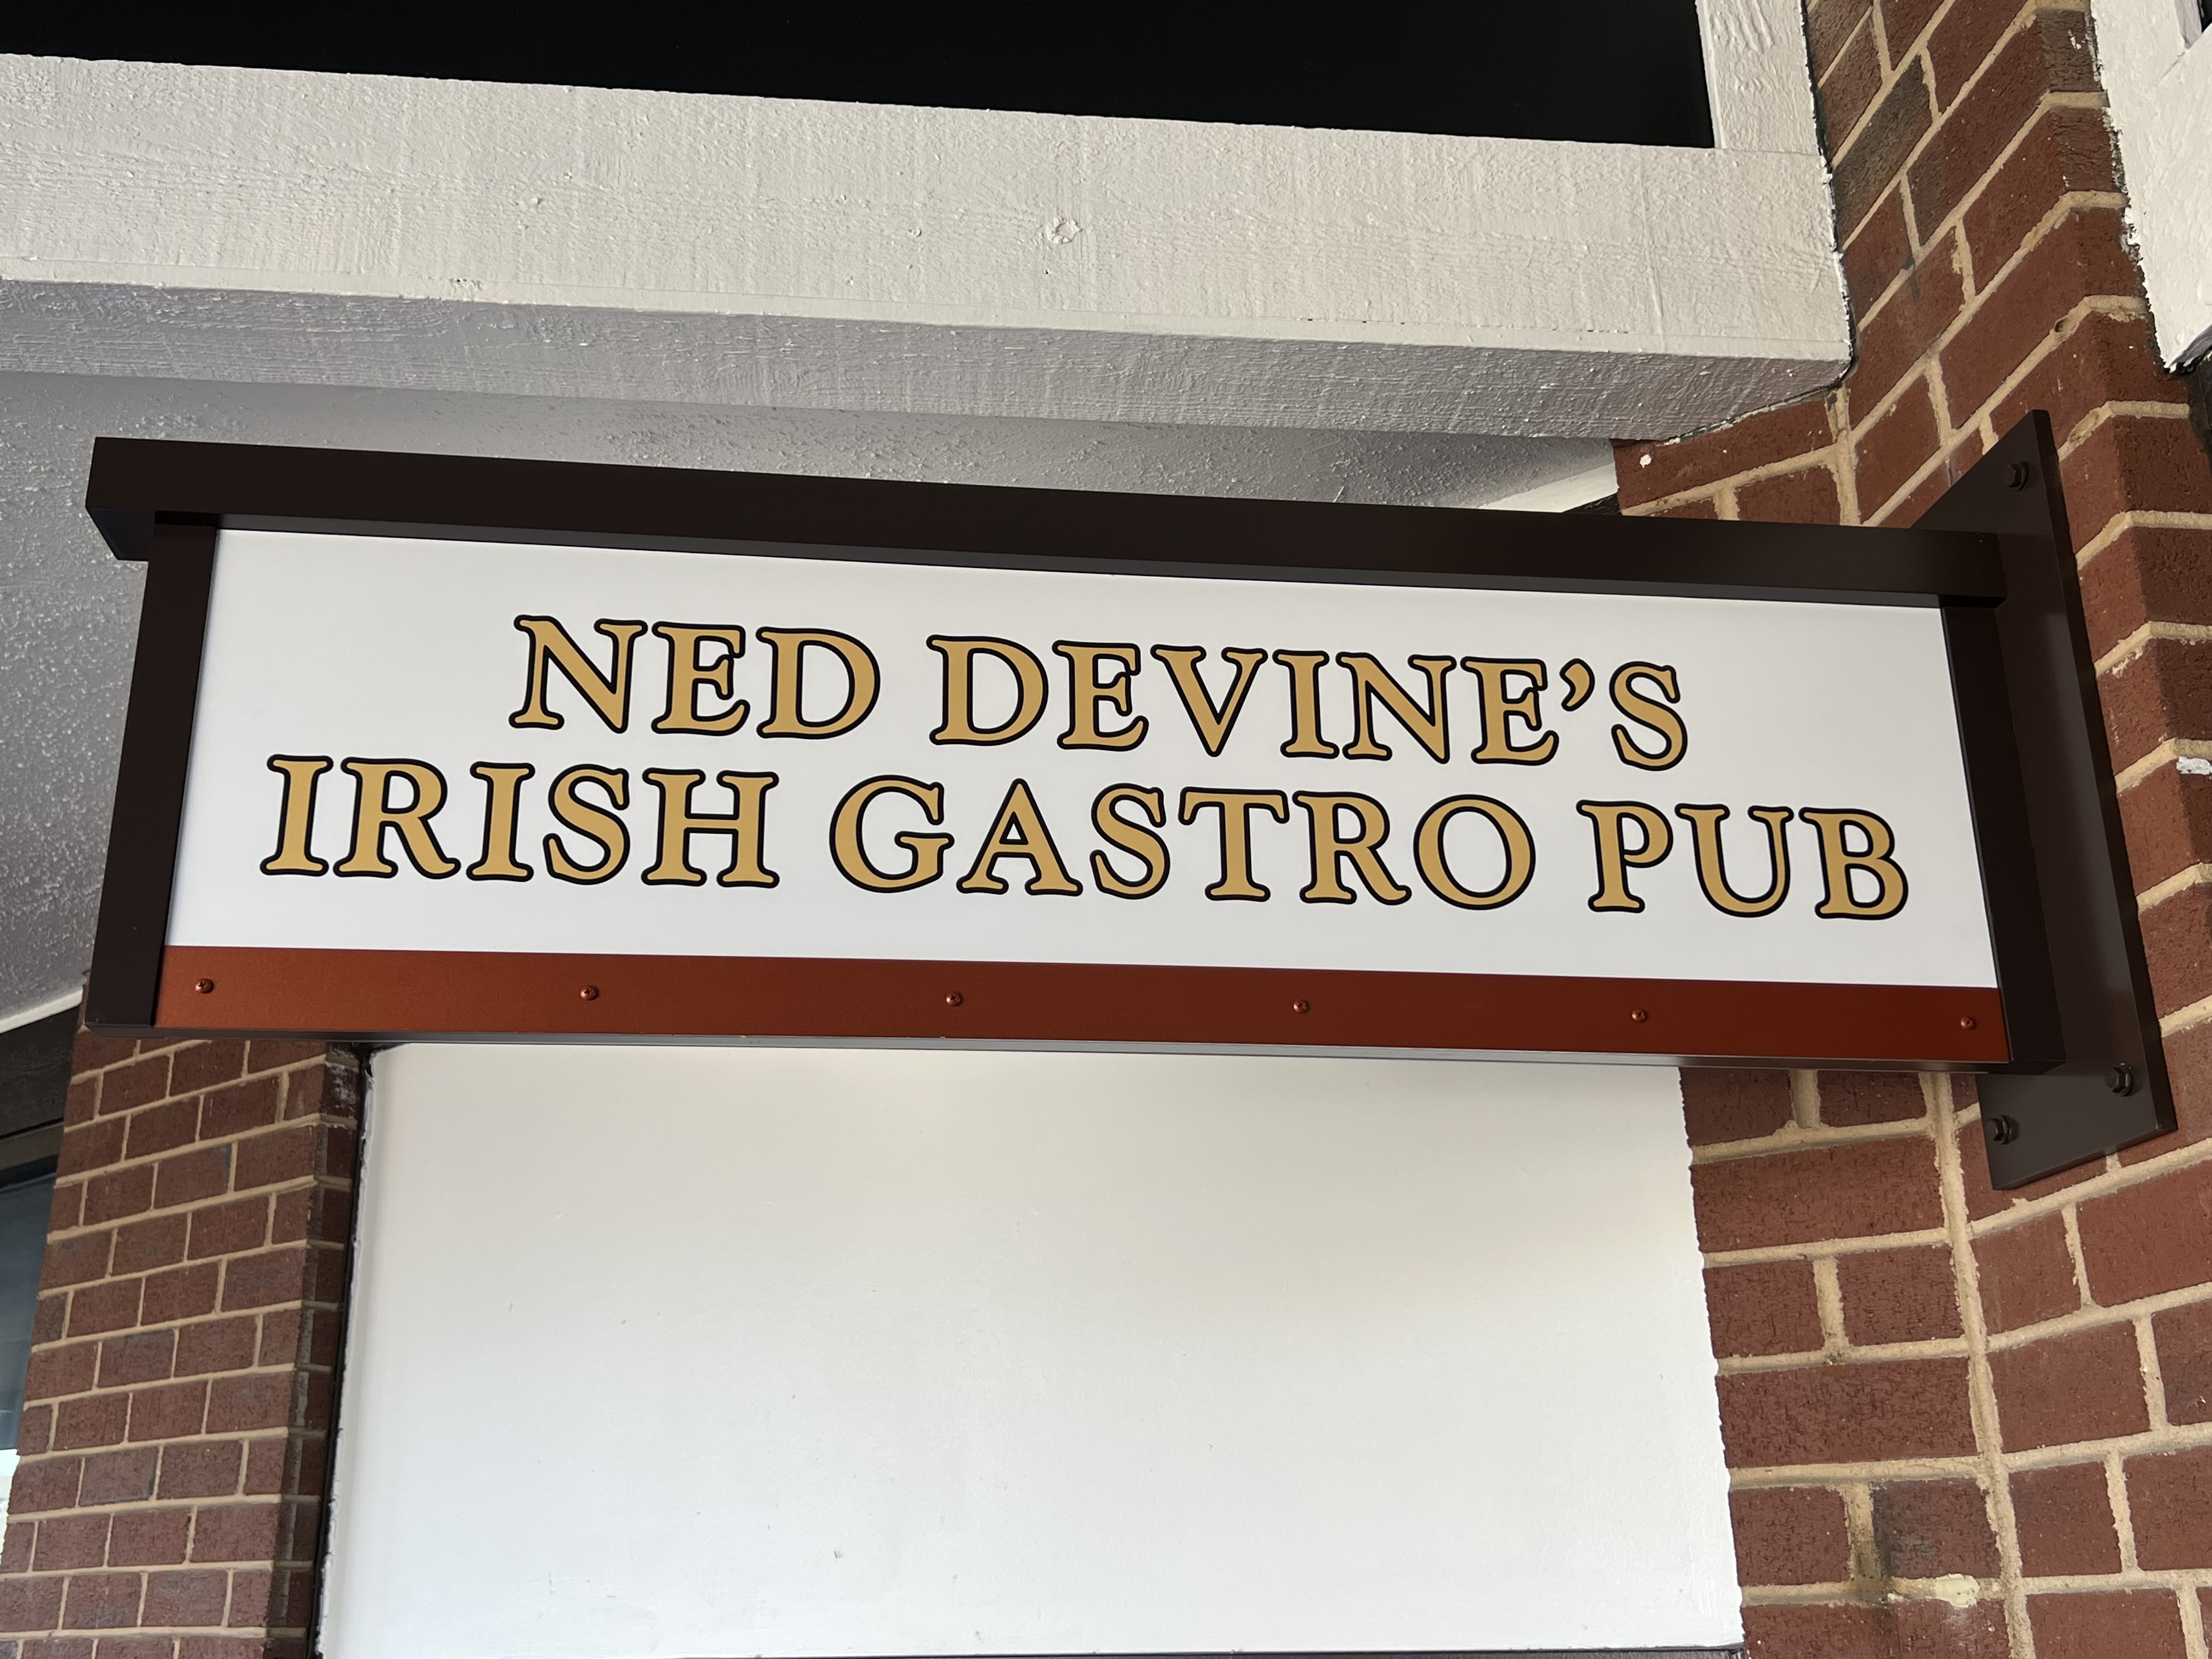 NED DEVINE’S
IRISH GASTRO PUB